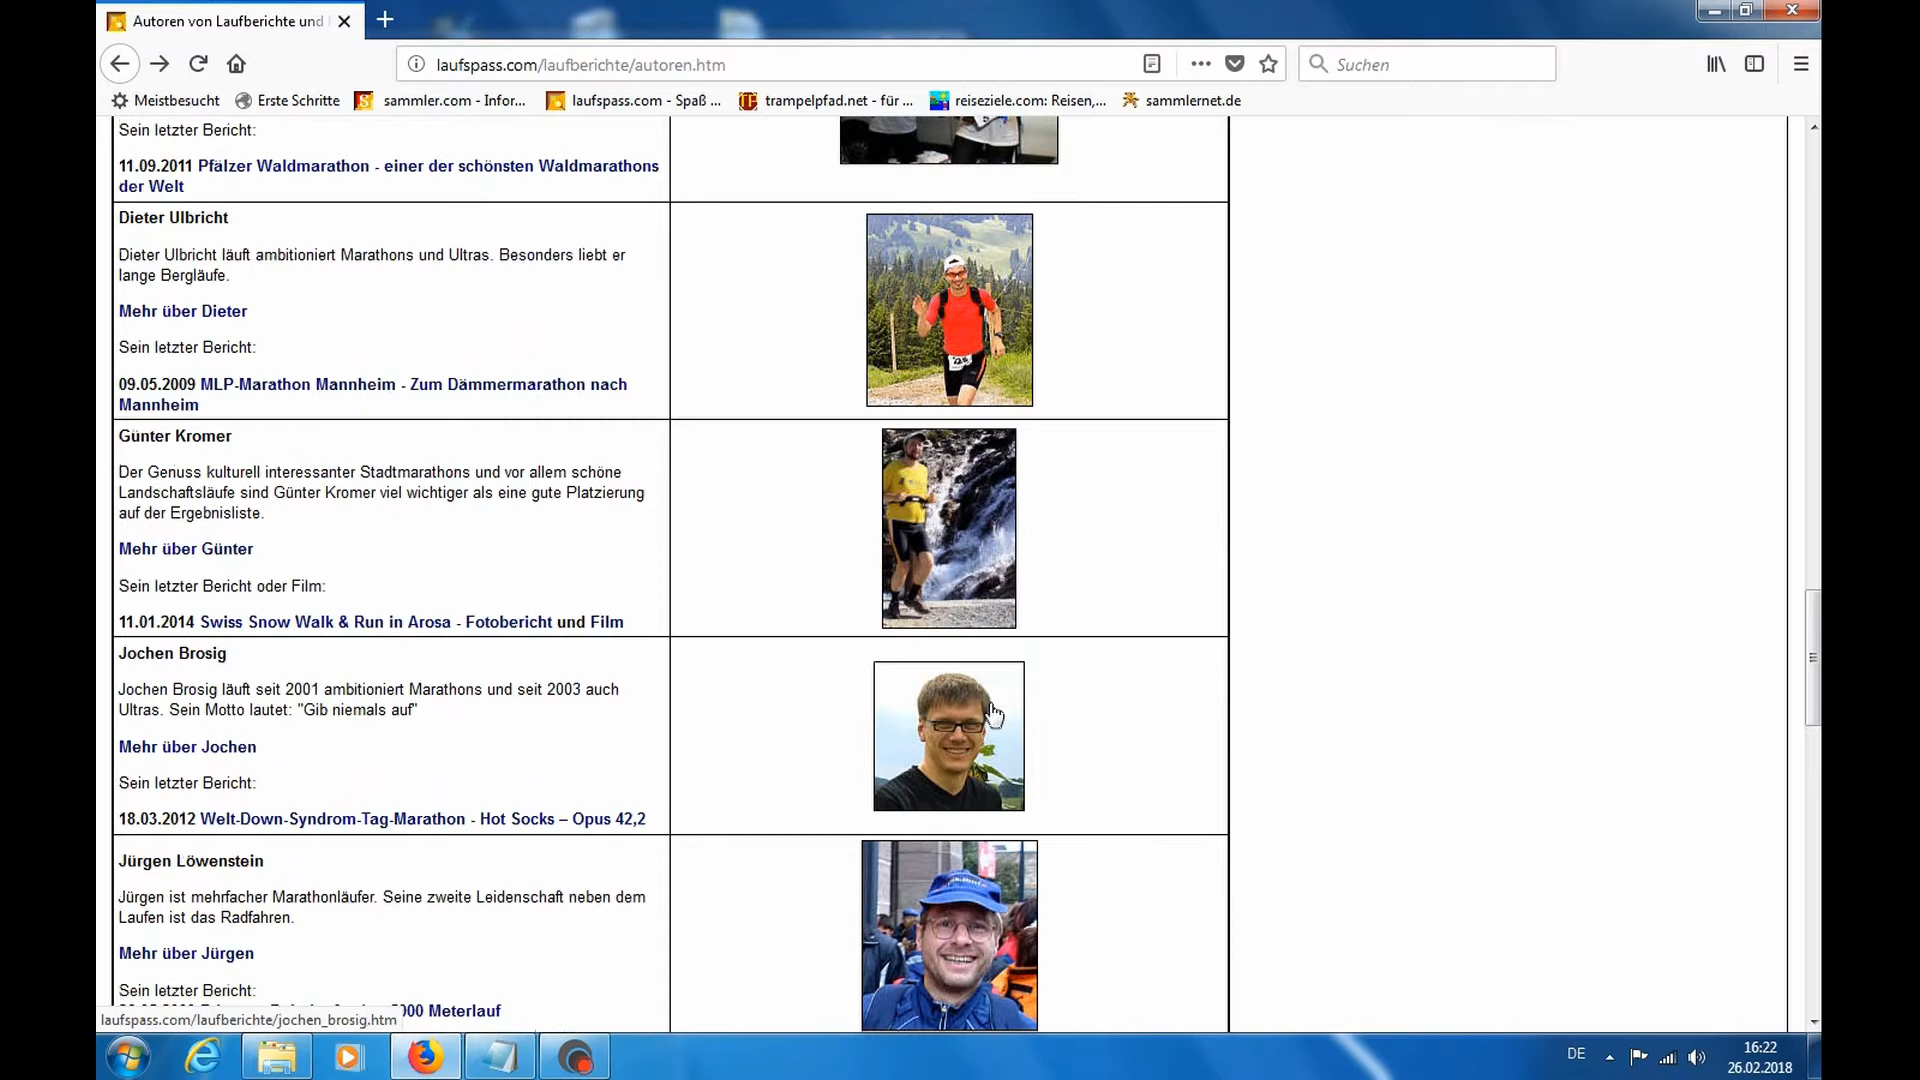 Autoren von Laufberichte und
laufspass.com/laufberichte/autoren.htm
Suchen
Meistbesucht
Erste Schritte
sammler.com - Infor...
laufspass.com - Spaß ...
trampelpfad.net - für ...
reiseziele.com: Reisen,...
sammlernet.de
Sein letzter Bericht:
11.09.2011 Pfälzer Waldmarathon - einer der schönsten Waldmarathons
der Welt
Dieter Ulbricht
Dieter Ulbricht läuft ambitioniert Marathons und Ultras. Besonders liebt er
lange Bergläufe.
Mehr über Dieter
Sein letzter Bericht:
09.05.2009 MLP-Marathon Mannheim - Zum Dämmermarathon nach
Mannheim
Günter Kromer
Der Genuss kulturell interessanter Stadtmarathons und vor allem schöne
Landschaftsläufe sind Günter Kromer viel wichtiger als eine gute Platzierung
auf der Ergebnisliste.
Mehr über Günter
Sein letzter Bericht oder Film:
11.01.2014 Swiss Snow Walk & Run in Arosa - Fotobericht und Film
Jochen Brosig
Jochen Brosig läuft seit 2001 ambitioniert Marathons und seit 2003 auch
Ultras. Sein Motto lautet: "Gib niemals auf"
Mehr über Jochen
Sein letzter Bericht:
18.03.2012 Welt-Down-Syndrom-Tag-Marathon - Hot Socks – Opus 42,2
Jürgen Löwenstein
Jürgen ist mehrfacher Marathonläufer. Seine zweite Leidenschaft neben dem
Laufen ist das Radfahren.
Mehr über Jürgen
Sein letzter Bericht:
Meterlauf
laufspass.com/laufberichte/jochen_brosig.htm
DE
16:22
26.02.2018